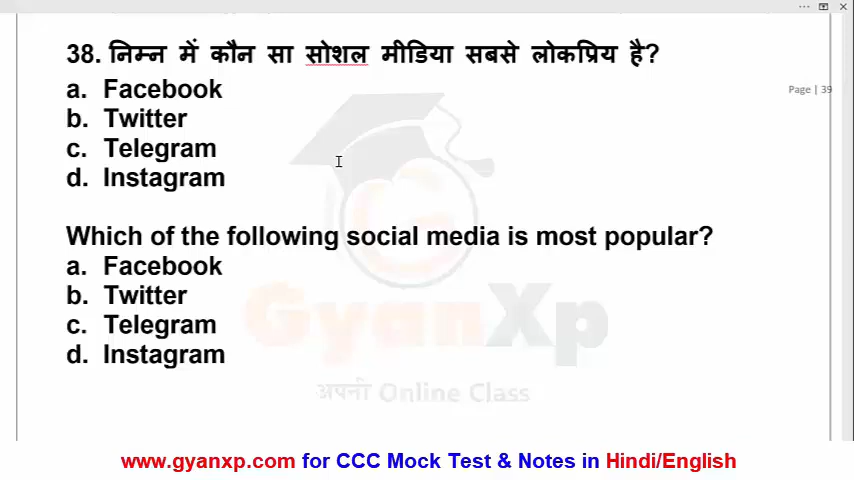 38. निम्न में कौन सा सोशल मीडिया सबसे लोकप्रिय है?
a. Facebook
Page | 39
b. Twitter
c. Telegram
d. Instagram
Which of the following social media is most popular?
a. Facebook
b. Twitter
c. Telegram
d. Instagram
GyanXp
अपनी Online Class
www.gyanxp.com for CCC Mock Test & Notes in Hindi/English